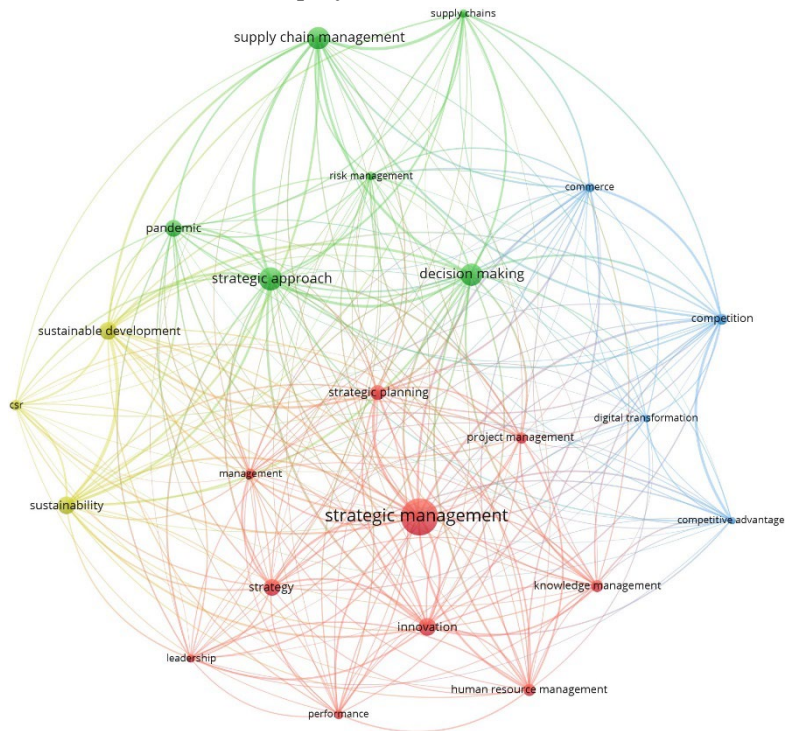 supply chains
supply chain management
risk management
commerce
pandemic
strategic approach
decision making
competition
sustainable development
strategic planning
csr
digital transformation
project management
management
sustainability
strategic management
competitive advantage
strategy
knowledge management
innovation
leadership
human resource management
performance